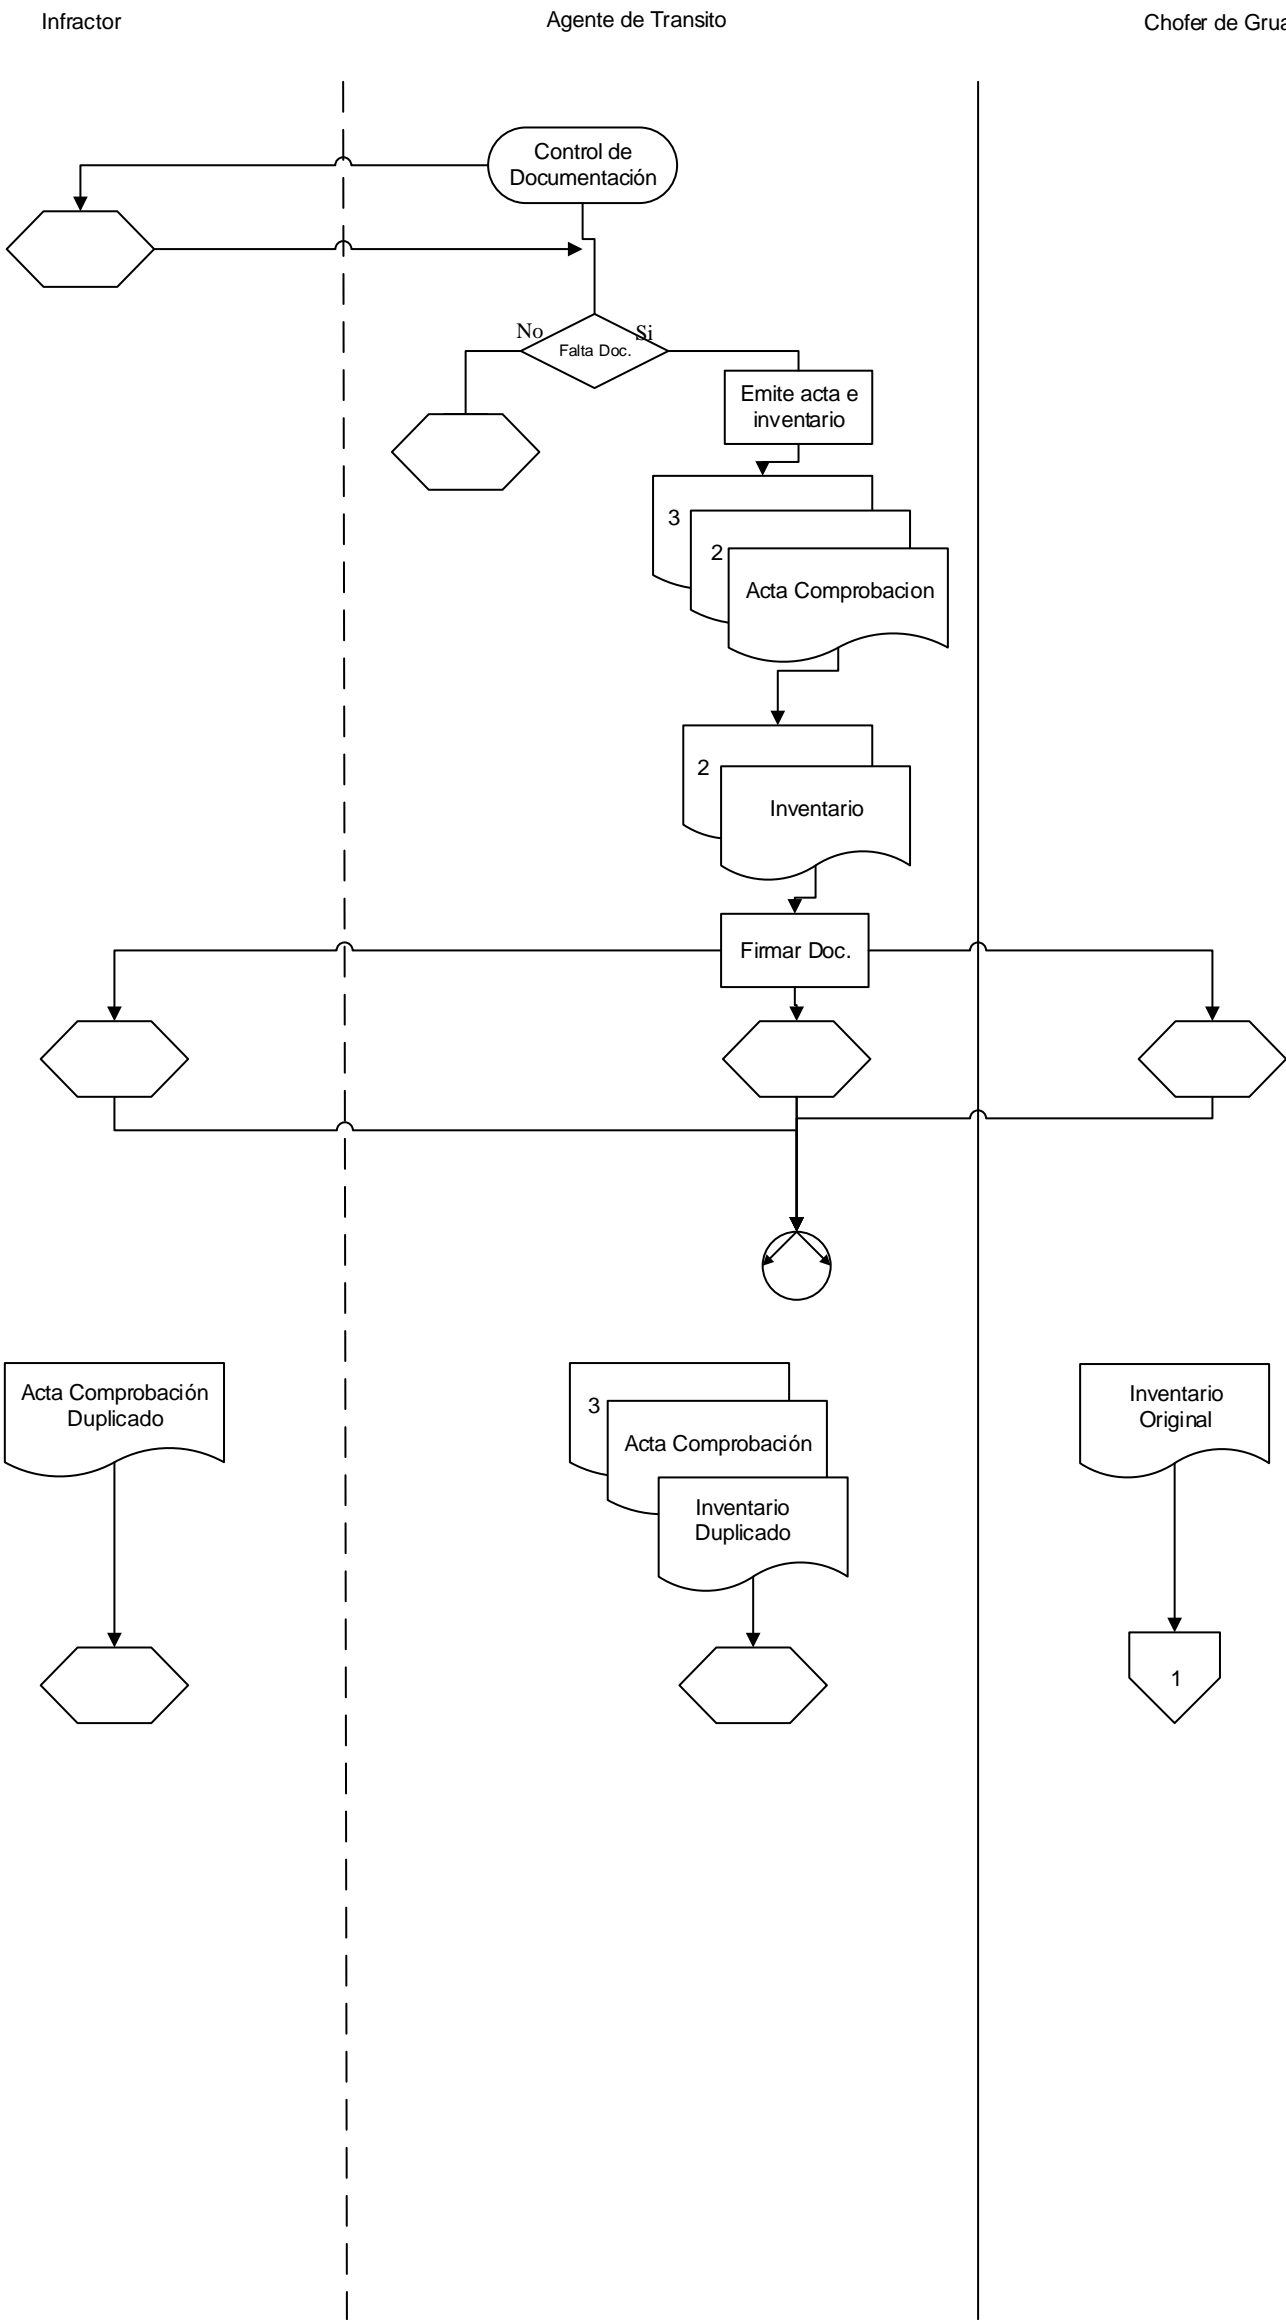 Infractor
Agente de Transito
Chofer de Grua
Control de
Documentación
No
Si
Falta Doc.
Emite acta e
inventario
3
2
Acta Comprobacion
2
Inventario
Firmar Doc.
Acta Comprobación
Duplicado
3
Acta Comprobación
Inventario
Duplicado
Inventario
Original
1